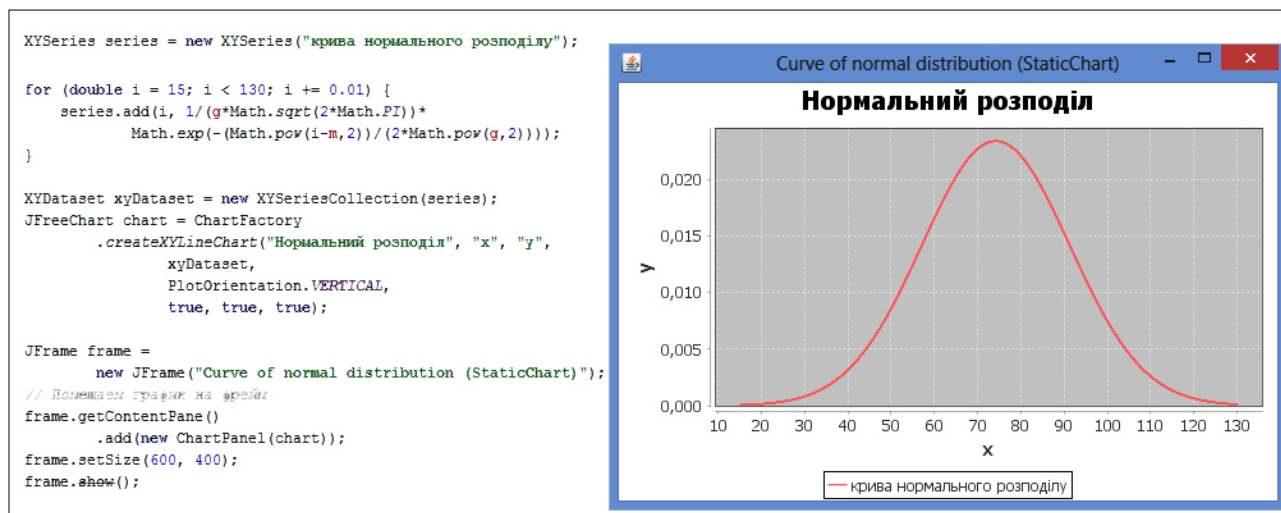 XYSeries series = new XYSeries("крива нормального розподілу");
for (double i = 15; i < 130; i += 0.01) {
series.add(i, 1/(g*Math.sqrt(2*Math.PI))*
Math.exp(-(Math.pow(i-m,2))/(2*Math.pow(g,2))));
}
XYDataset xyDataset = new XYSeriesCollection(series);
JFreeChart chart = ChartFactory
.createXYLineChart("Нормальний розподіл", "x", "y",
xyDataset,
PlotOrientation.VERTICAL,
true, true, true);
JFrame frame =
new JFrame("Curve of normal distribution (StaticChart)");
// Помещаем график на фрейм
frame.getContentPane()
.add(new ChartPanel(chart));
frame.setSize(600, 400);
frame.show();
Curve of normal distribution (StaticChart)
Нормальний розподіл
y
0,020
0,015
0,010
0,005
0,000
10 20 30 40 50 60 70 80 90 100 110 120 130
x
крива нормального розподілу